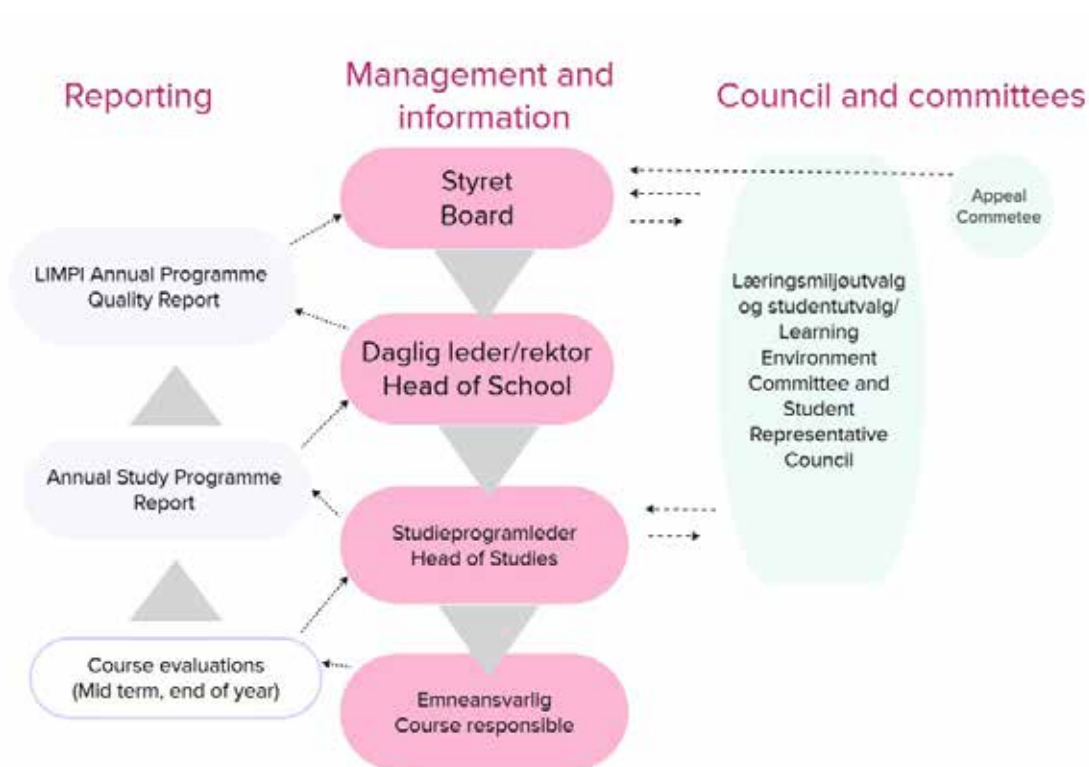 Reporting
Management and
information
Council and committees
Styret
Board
Appeal
Commetee
LIMPI Annual Programme
Quality Report
Læringsmiljøutvalg
og studentutvalg/
Learning
Environment
Committee and
Student
Representative
Council
Daglig leder/rektor
Head of School
Annual Study Programme
Report
Studieprogramleder
Head of Studies
Course evaluations
(Mid term, end of year)
Emneansvarlig
Course responsible